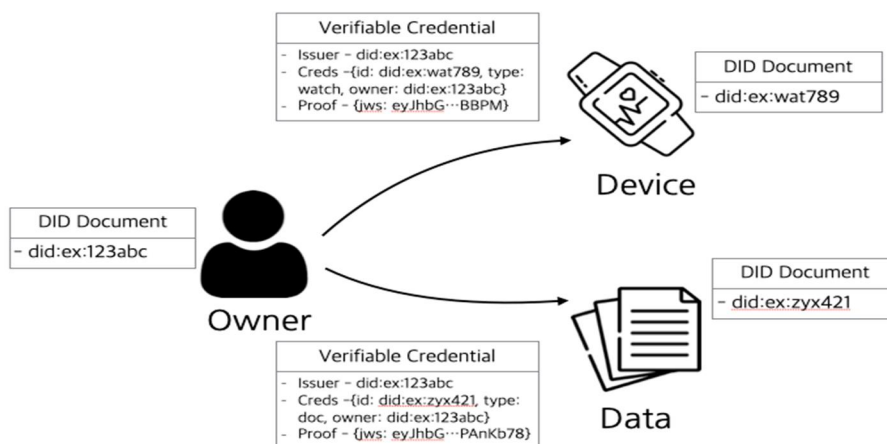 Verifiable Credential
- Issuer – did:ex:123abc
- Creds –{id: did:ex:wat789, type:
watch, owner: did:ex:123abc}
- Proof – {jws: eyJhbG⋯BBPM}
DID Document
– did:ex:wat789
Device
DID Document
– did:ex:123abc
Owner
DID Document
– did:ex:zyx421
Data
Verifiable Credential
- Issuer – did:ex:123abc
- Creds –{id: did:ex:zyx421, type:
doc, owner: did:ex:123abc}
- Proof – {jws: eyJhbG⋯PAnKb78}